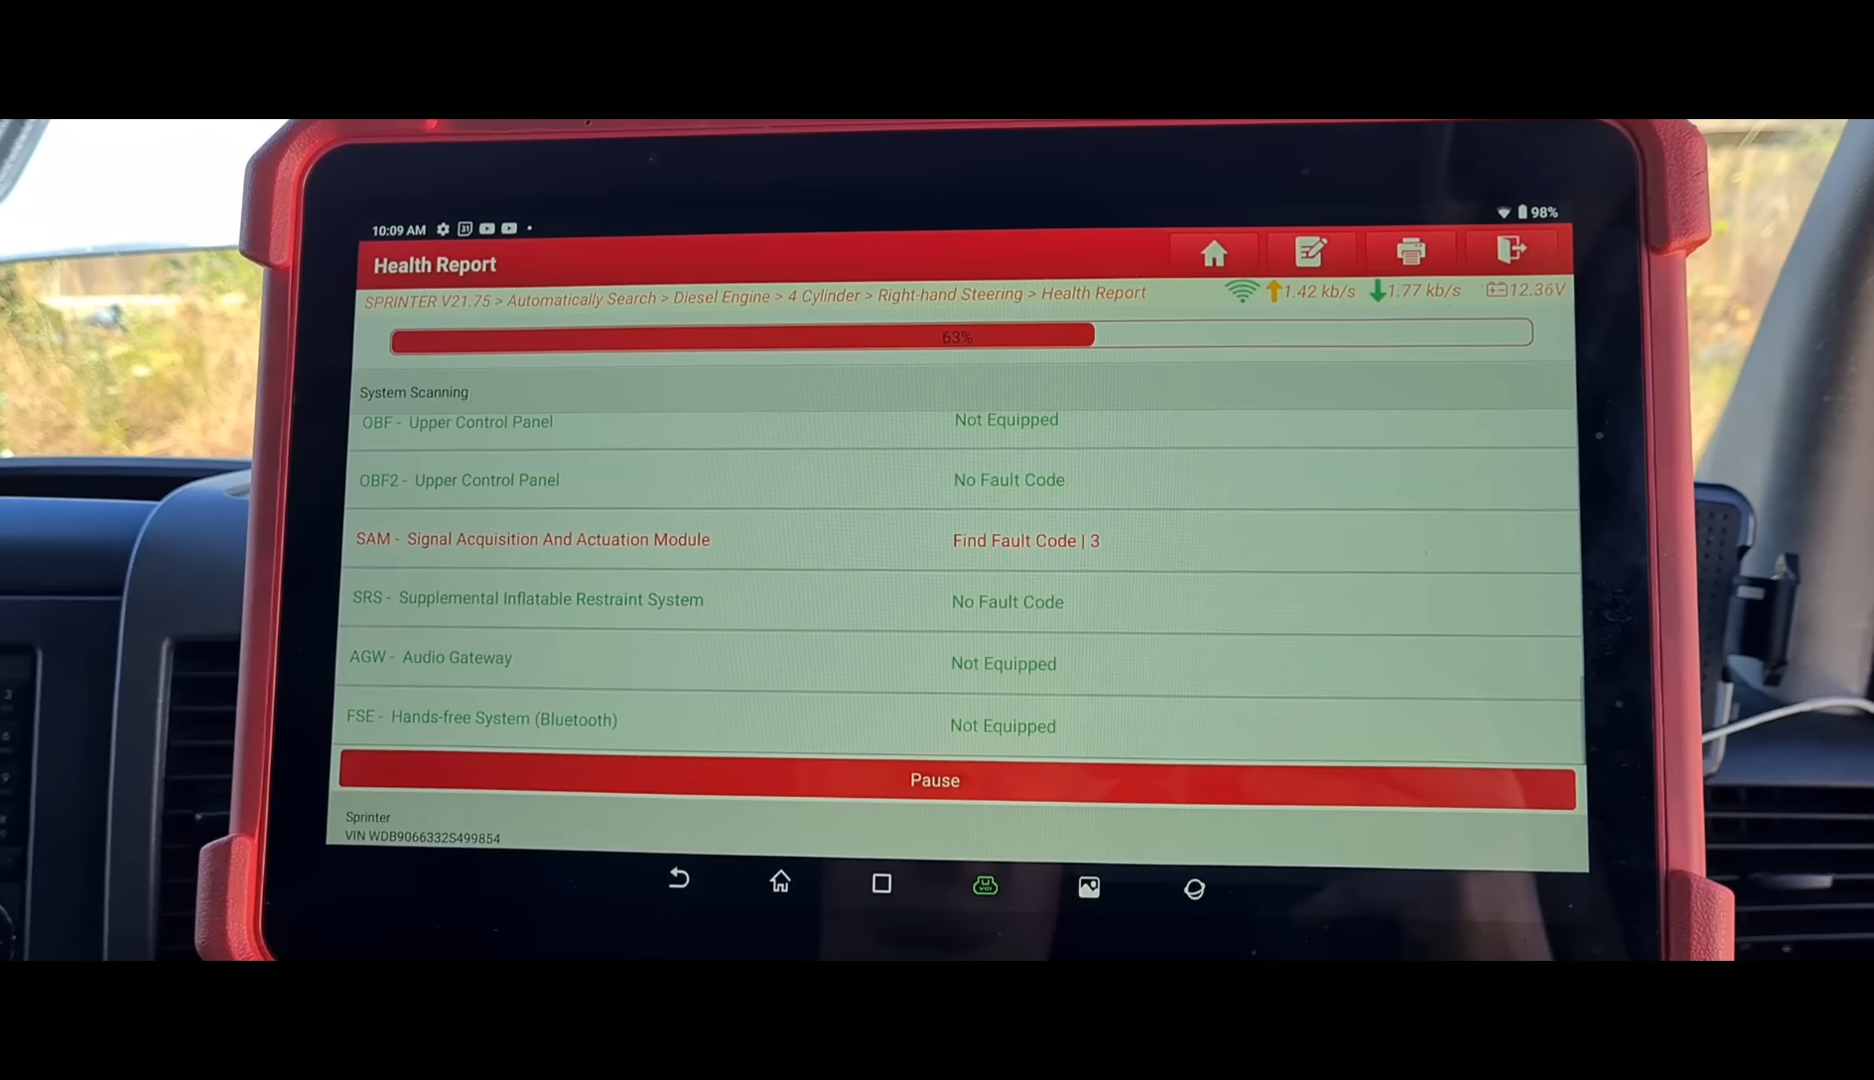 10:09 AM 31 98%
Health Report
SPRINTER V21.75 > Automatically Search > Diesel Engine > 4 Cylinder > Right-hand Steering > Health Report 1.42 kb/s 1.77 kb/s 12.36V
63%
System Scanning
OBF - Upper Control Panel Not Equipped
OBF2 - Upper Control Panel No Fault Code
SAM - Signal Acquisition And Actuation Module Find Fault Code | 3
SRS - Supplemental Inflatable Restraint System No Fault Code
AGW - Audio Gateway Not Equipped
FSE - Hands-free System (Bluetooth) Not Equipped
Pause
Sprinter
VIN WDB9066332S499854
VCI